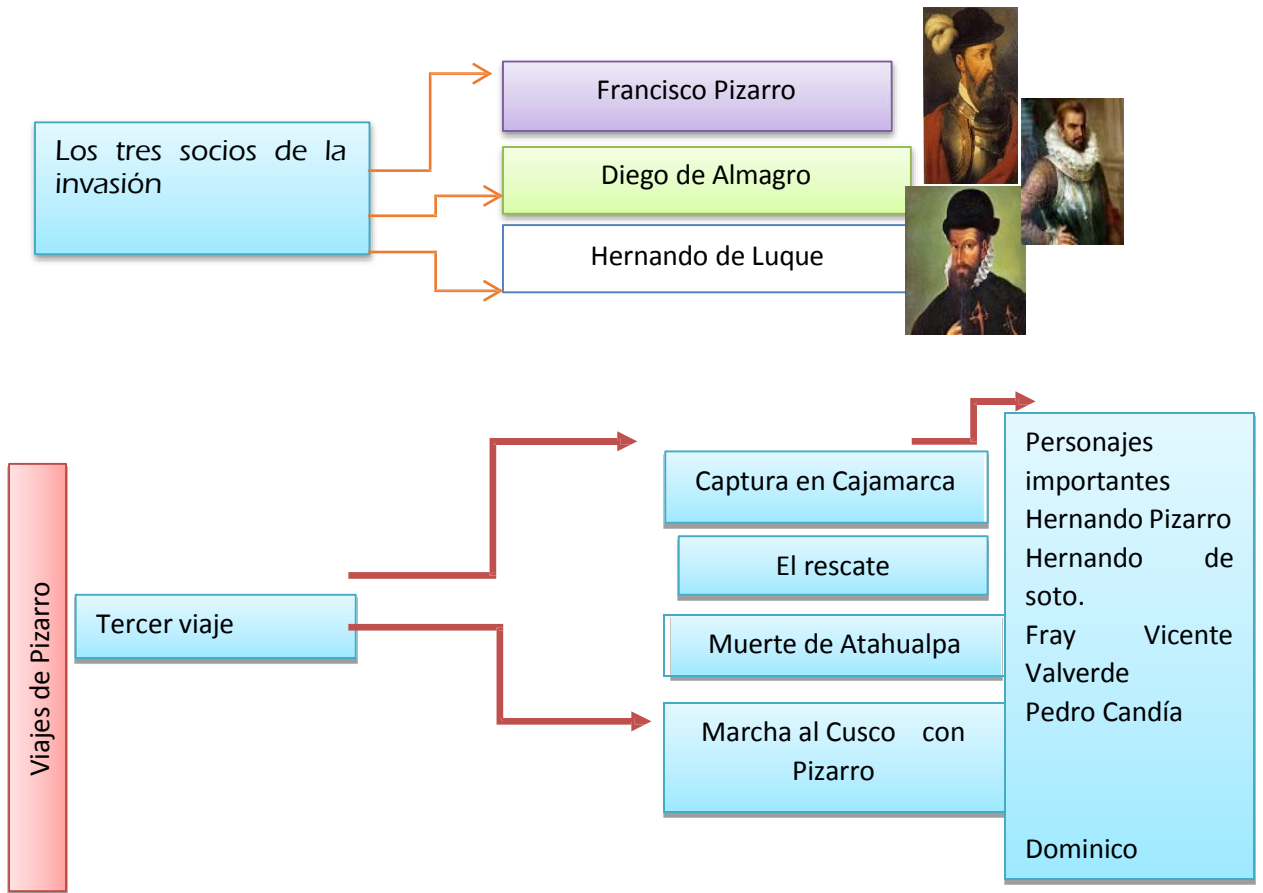 Los tres socios de la
invasión
Francisco Pizarro
Diego de Almagro
Hernando de Luque
Viajes de Pizarro
Tercer viaje
Captura en Cajamarca
El rescate
Muerte de Atahualpa
Marcha al Cusco con
Pizarro
Personajes
importantes
Hernando Pizarro
Hernando de
soto.
Fray Vicente
Valverde
Pedro Candía
Dominico